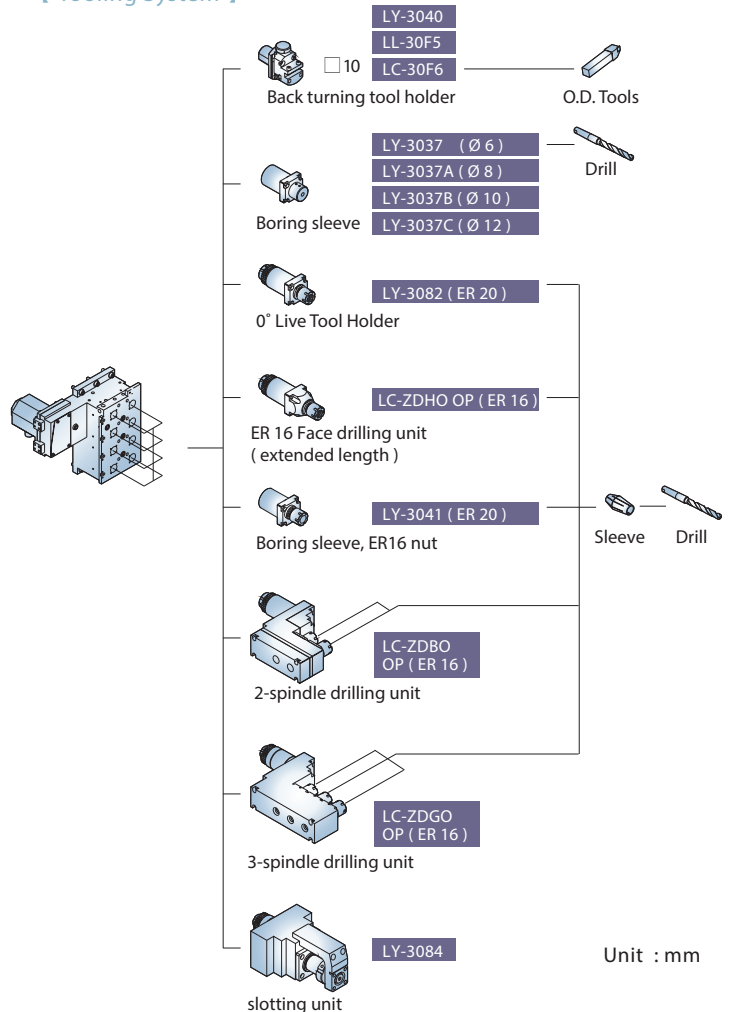 【 Tooling System 】
LY-3040
LL-30F5
□ 10 LC-30F6
Back turning tool holder O.D. Tools
LY-3037 ( Ø 6 )
LY-3037A ( Ø 8 ) Drill
LY-3037B ( Ø 10 )
Boring sleeve LY-3037C ( Ø 12 )
LY-3082 ( ER 20 )
0˚ Live Tool Holder
LC-ZDHO OP ( ER 16 )
ER 16 Face drilling unit
( extended length )
LY-3041 ( ER 20 )
Boring sleeve, ER16 nut Sleeve Drill
LC-ZDBO
OP ( ER 16 )
2-spindle drilling unit
LC-ZDGO
OP ( ER 16 )
3-spindle drilling unit
LY-3084 Unit : mm
slotting unit